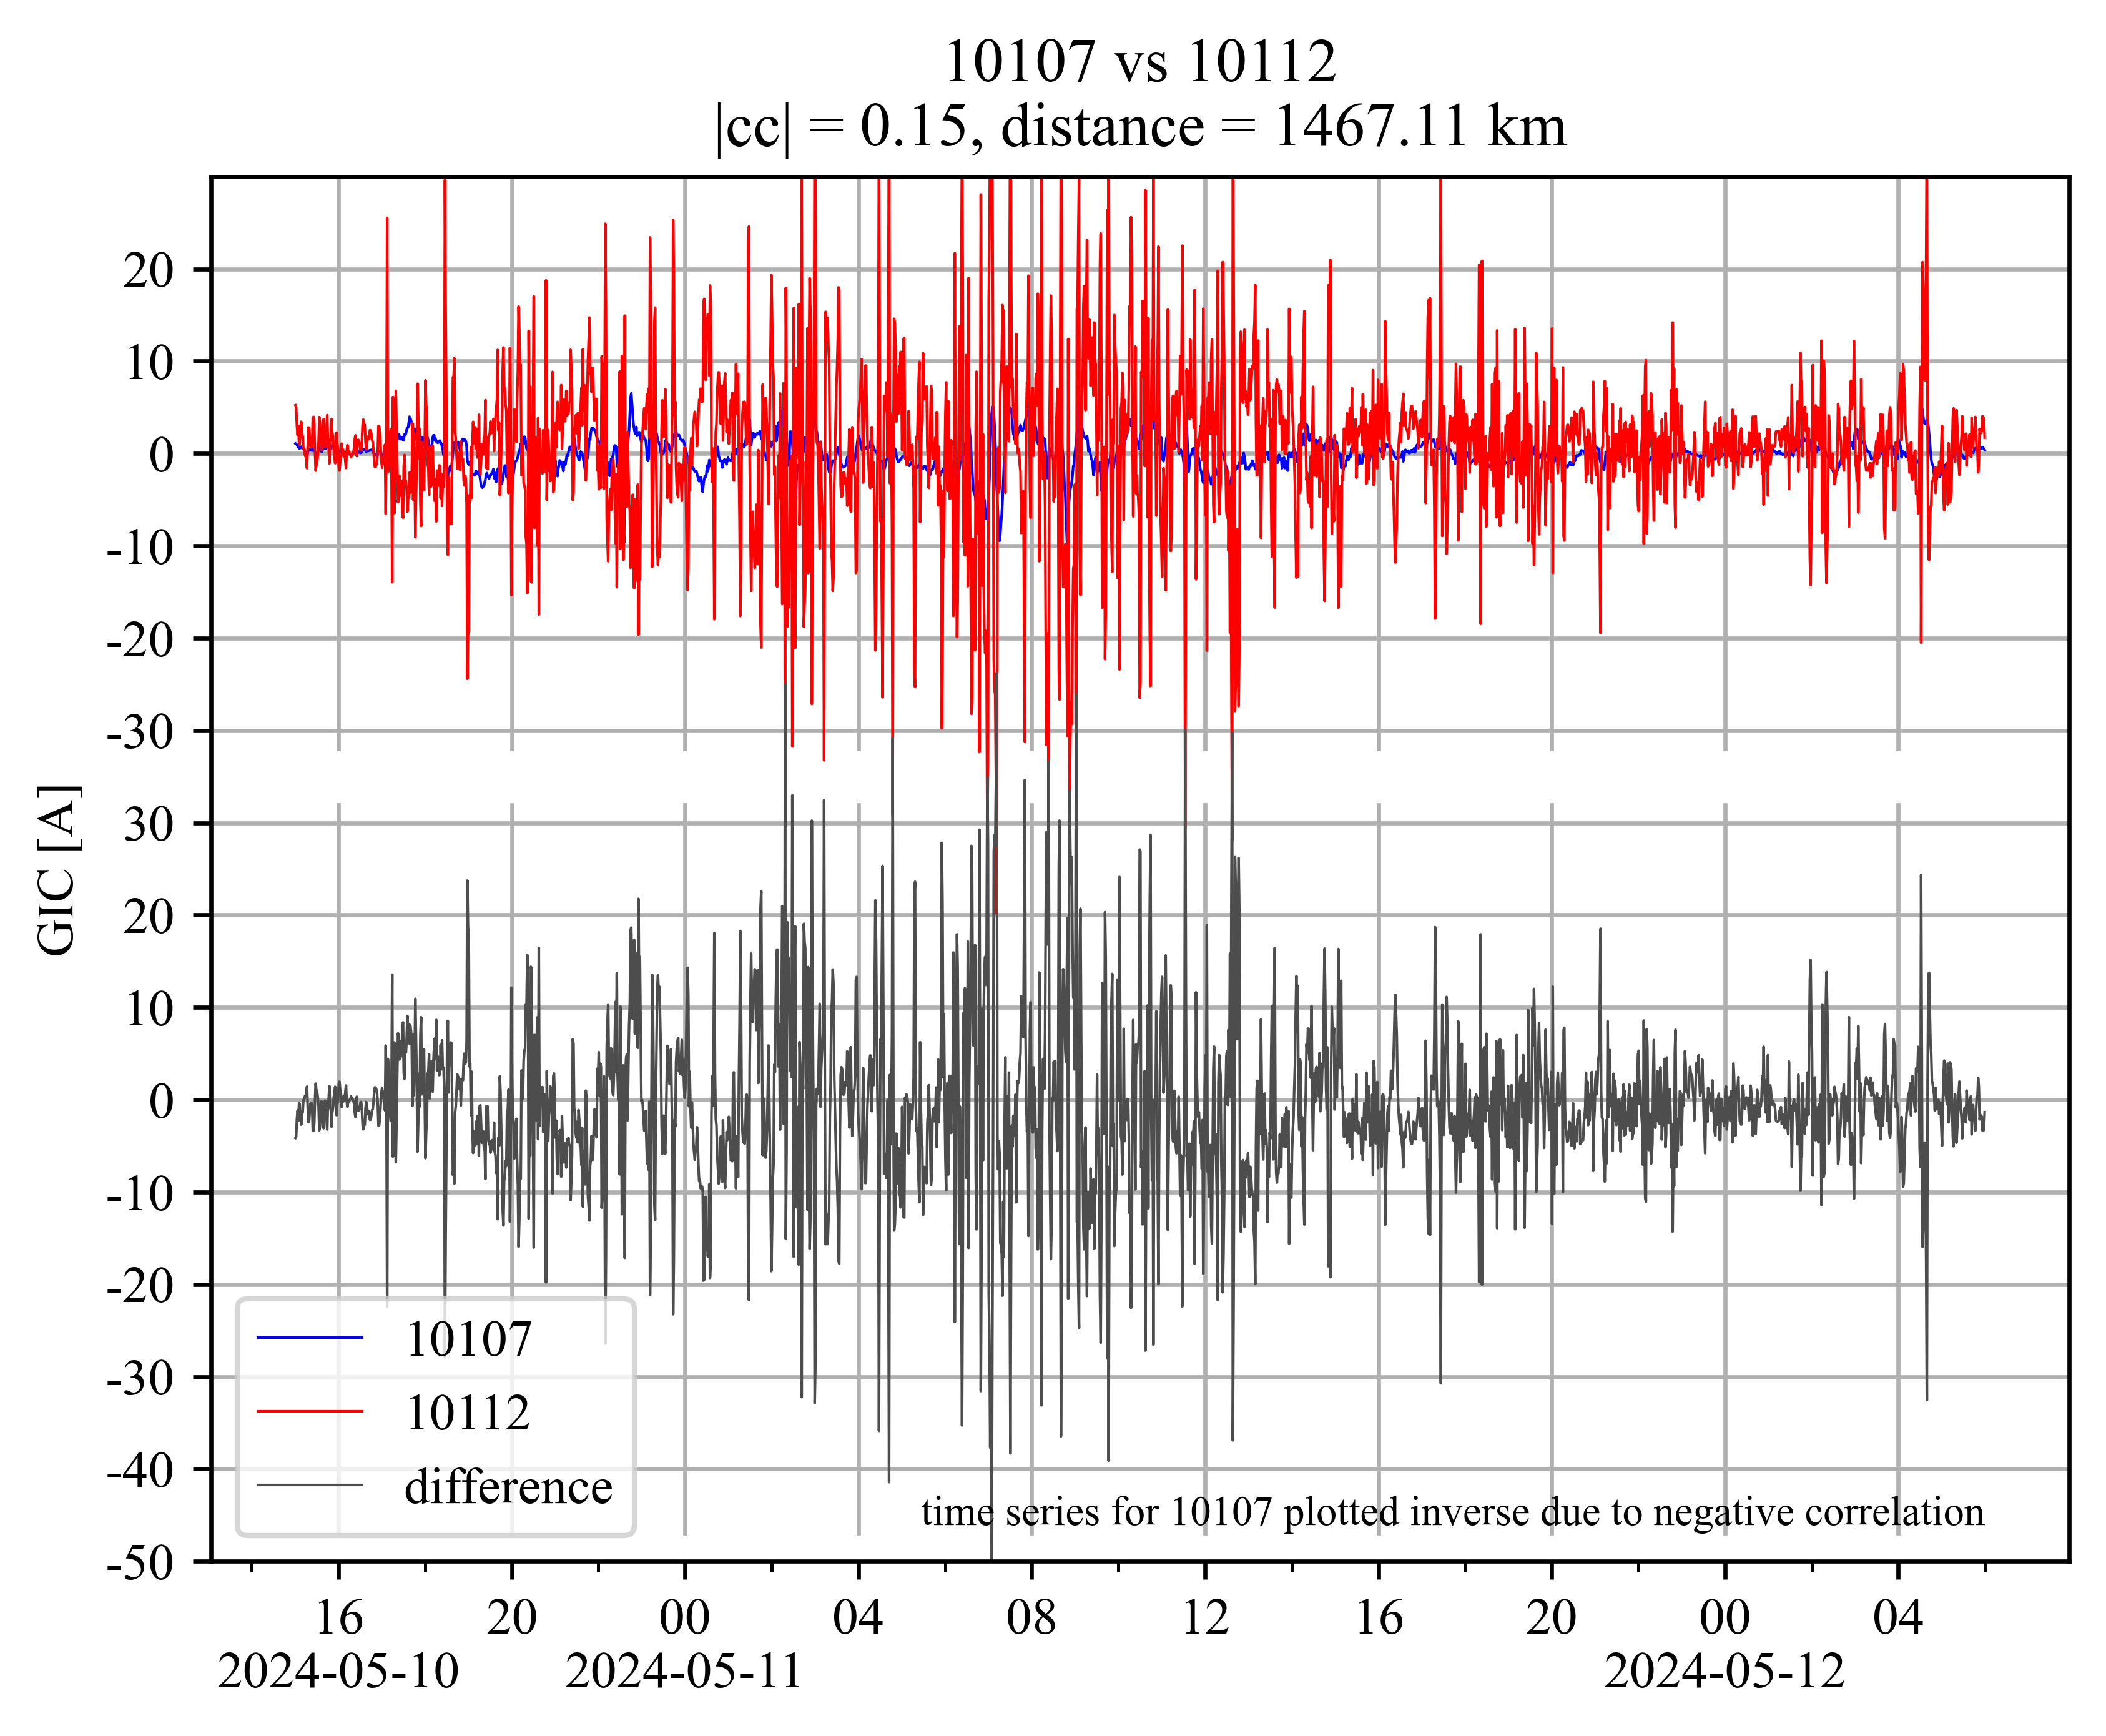 10107 vs 10112
|cc| = 0.15, distance = 1467.11 km
GIC [A]
20
10
0
-10
-20
-30
30
20
10
0
-10
-20
-30
-40
-50
10107
10112
difference
time series for 10107 plotted inverse due to negative correlation
16 20 00 04 08 12 16 20 00 04
2024-05-10 2024-05-11 2024-05-12